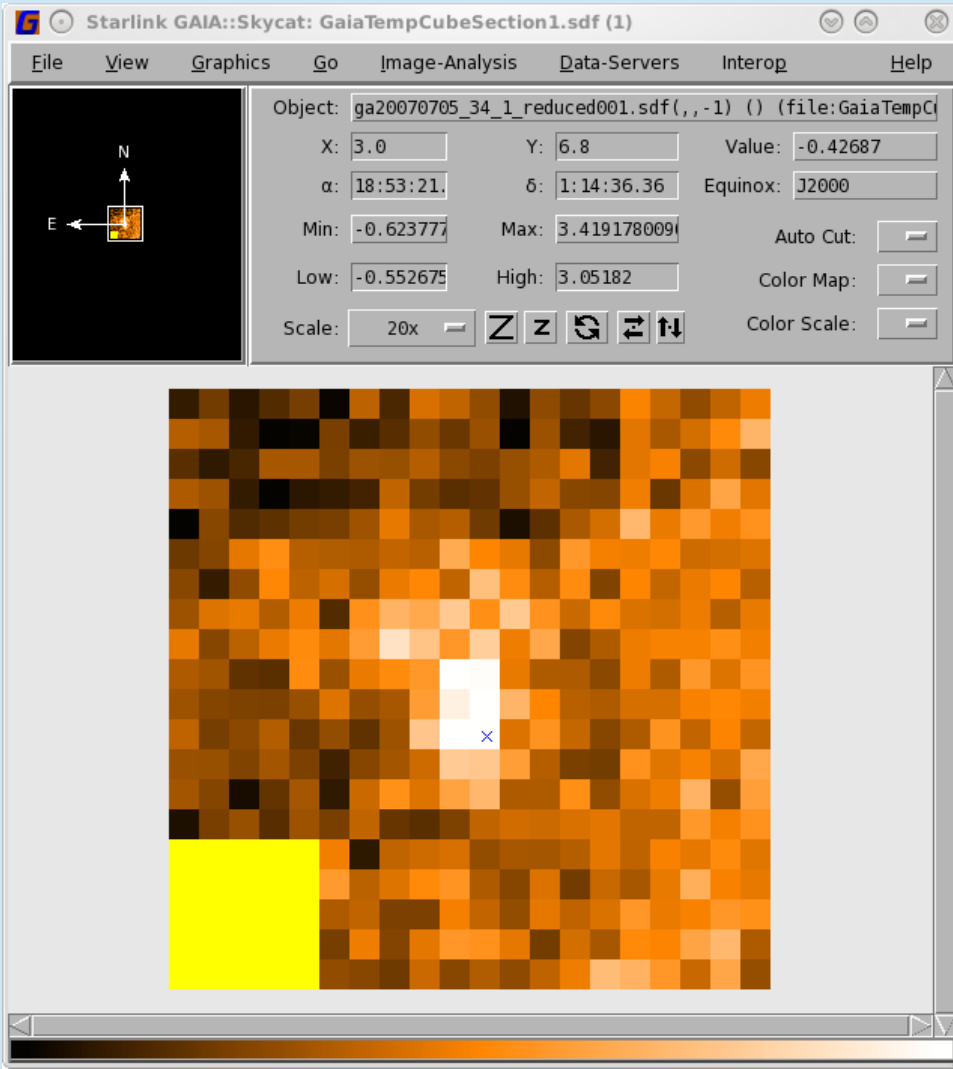 Starlink GAIA::Skycat: GaiaTempCubeSection1.sdf (1)
File View Graphics Go Image-Analysis Data-Servers Interop Help
Object: ga20070705_34_1_reduced001.sdf(,,-1) () (file:GaiaTempCu
X: 3.0 Y: 6.8 Value: -0.42687
α: 18:53:21. δ: 1:14:36.36 Equinox: J2000
Min: -0.623777 Max: 3.419178009 Auto Cut:
Low: -0.552675 High: 3.05182 Color Map:
Scale: 20x Z z Color Scale:
N
E